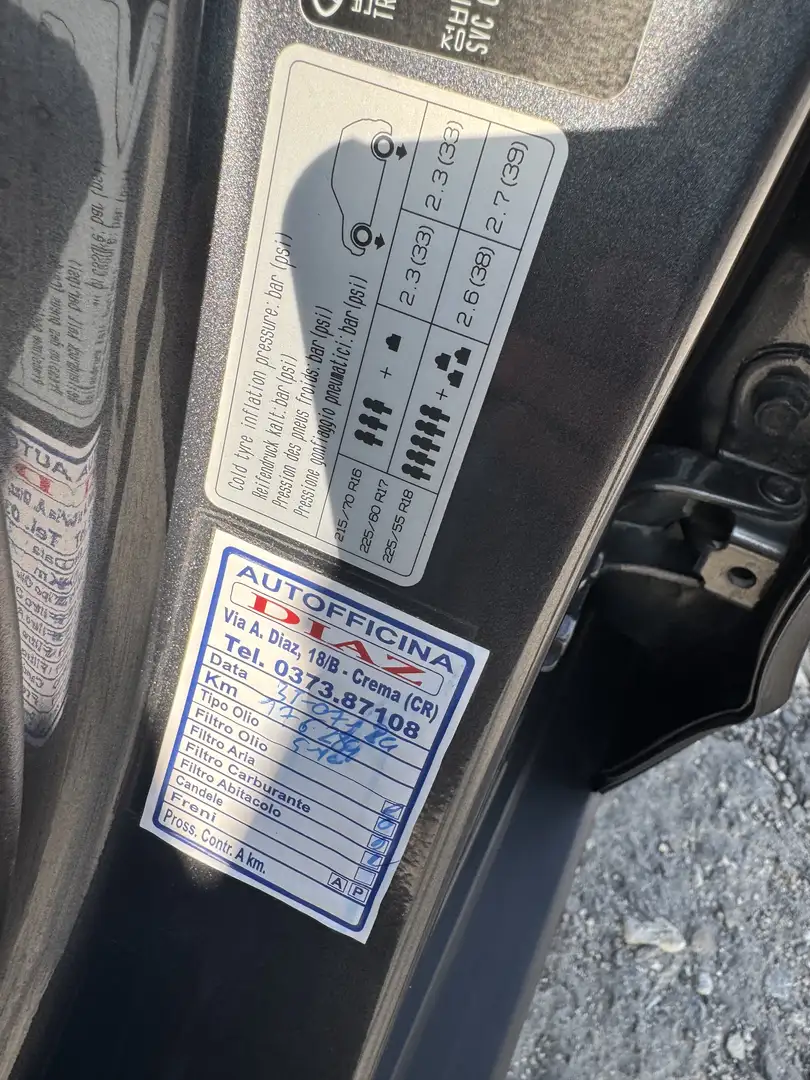 SVC
Cold tyre inflation pressure: bar (psi)
Reifendruck kalt: bar(psi)
Pression des pneus froids: bar(psi)
Pressione gonfiaggio pneumatici: bar(psi)
215/70 R16
225/60 R17
225/55 R18
+ 2.3(33) 2.3(33)
+ 2.6(38) 2.7(39)
AUTOFFICINA
DIAZ
Via A. Diaz, 18/B - Crema (CR)
Tel. 0373.87108
Data
Km
Tipo Olio
Filtro Olio
Filtro Aria
Filtro Carburante
Filtro Abitacolo
Candele
Freni
Pross. Contr. A km. A P